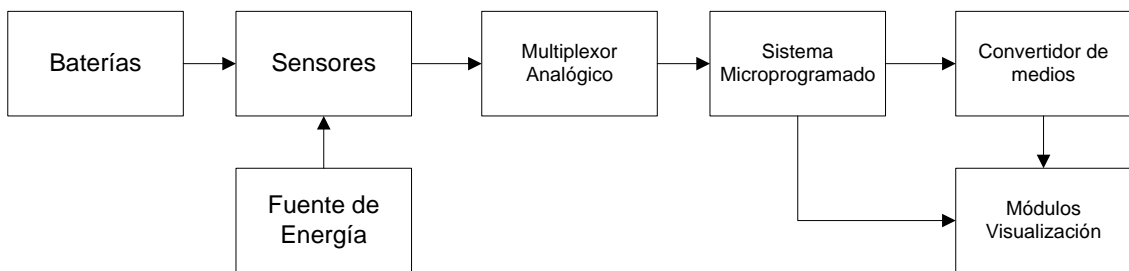 Baterías
Sensores
Multiplexor
Analógico
Sistema
Microprogramado
Convertidor de
medios
Fuente de
Energía
Módulos
Visualización